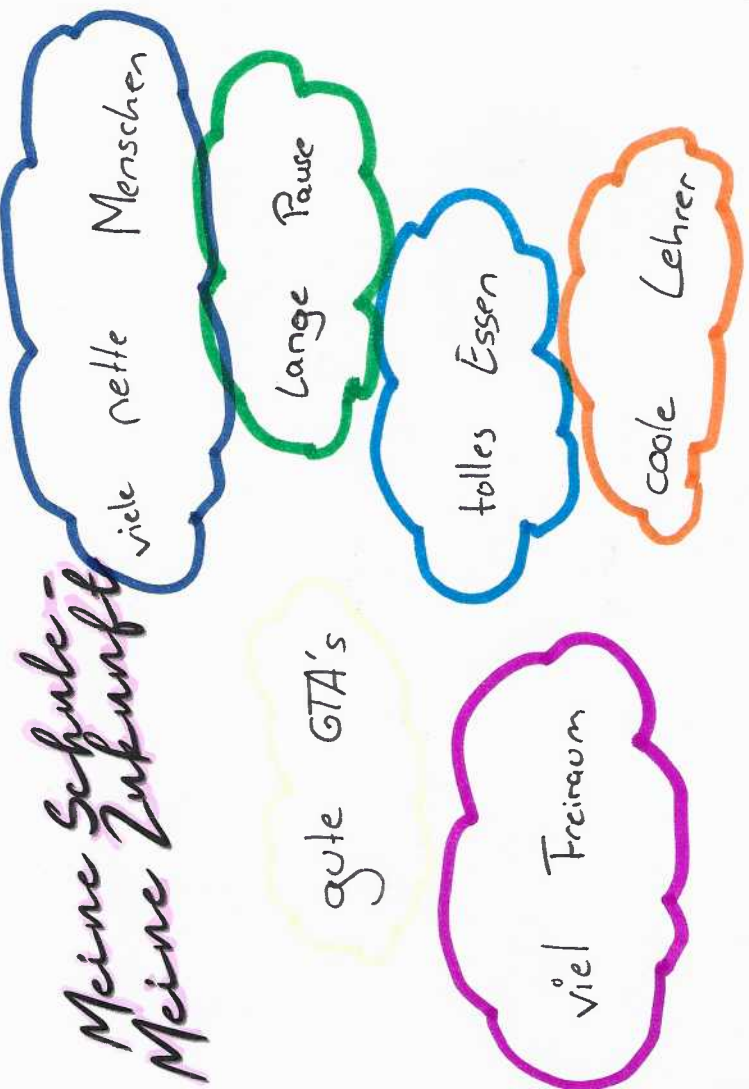 Meine Schule -
Meine Zukunft
viele nette Menschen
gute GTA's
Lange Pause
viel Freiraum
tolles Essen
coole Lehrer